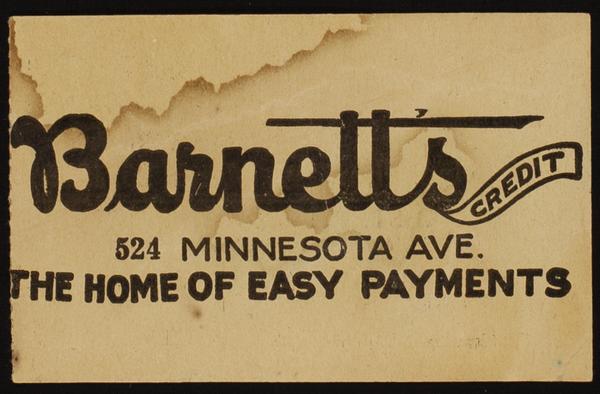 Barnett's CREDIT
524 MINNESOTA AVE.
THE HOME OF EASY PAYMENTS